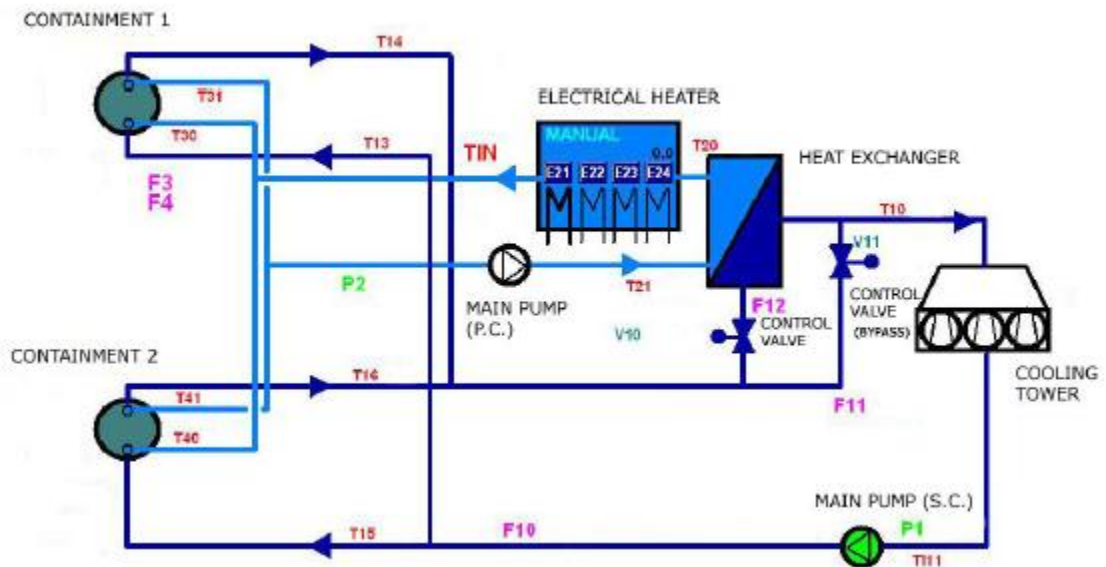 CONTAINMENT 1
T14
T31
ELECTRICAL HEATER
MANUAL
0.0
T20
T30
T13
TIN
E21 E22 E23 E24
HEAT EXCHANGER
F3
F4
T10
V11
P2
T21
F12
MAIN PUMP
(P.C.)
V10
CONTROL
VALVE
CONTROL
VALVE
(BYPASS)
CONTAINMENT 2
T16
T41
F11
COOLING
TOWER
T40
MAIN PUMP (S.C.)
T15
F10
P1
TI11